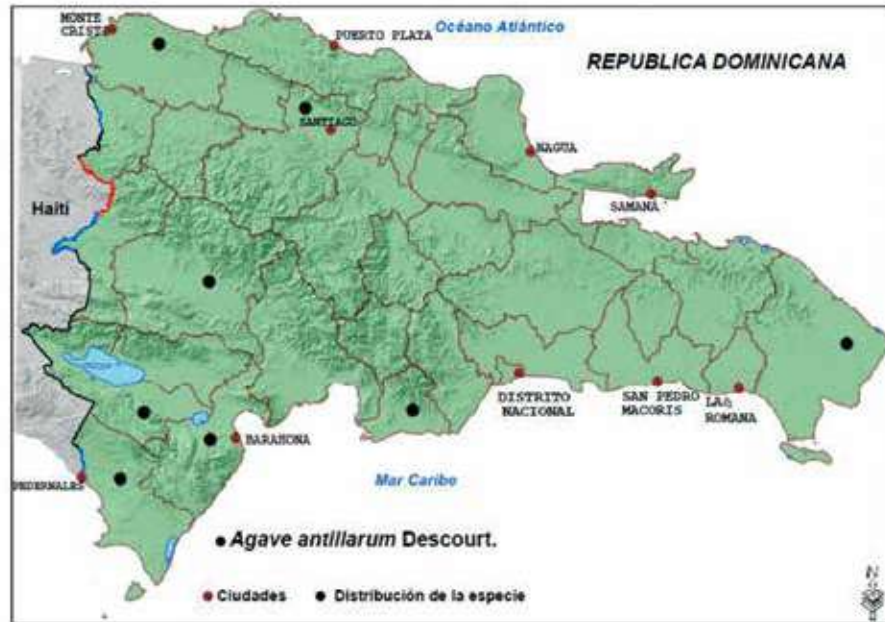 MONTE
CRISTI
PUERTO PLATA
Océano Atlántico
REPUBLICA DOMINICANA
SANTIAGO
NAGUA
Haití
SAMANA
DISTRITO
NACIONAL
SAN PEDRO
MACORIS
LA
ROMANA
BARAHONA
PEDERNALES
Mar Caribe
Agave antillarum Descourt.
Ciudades
Distribución de la especie
N